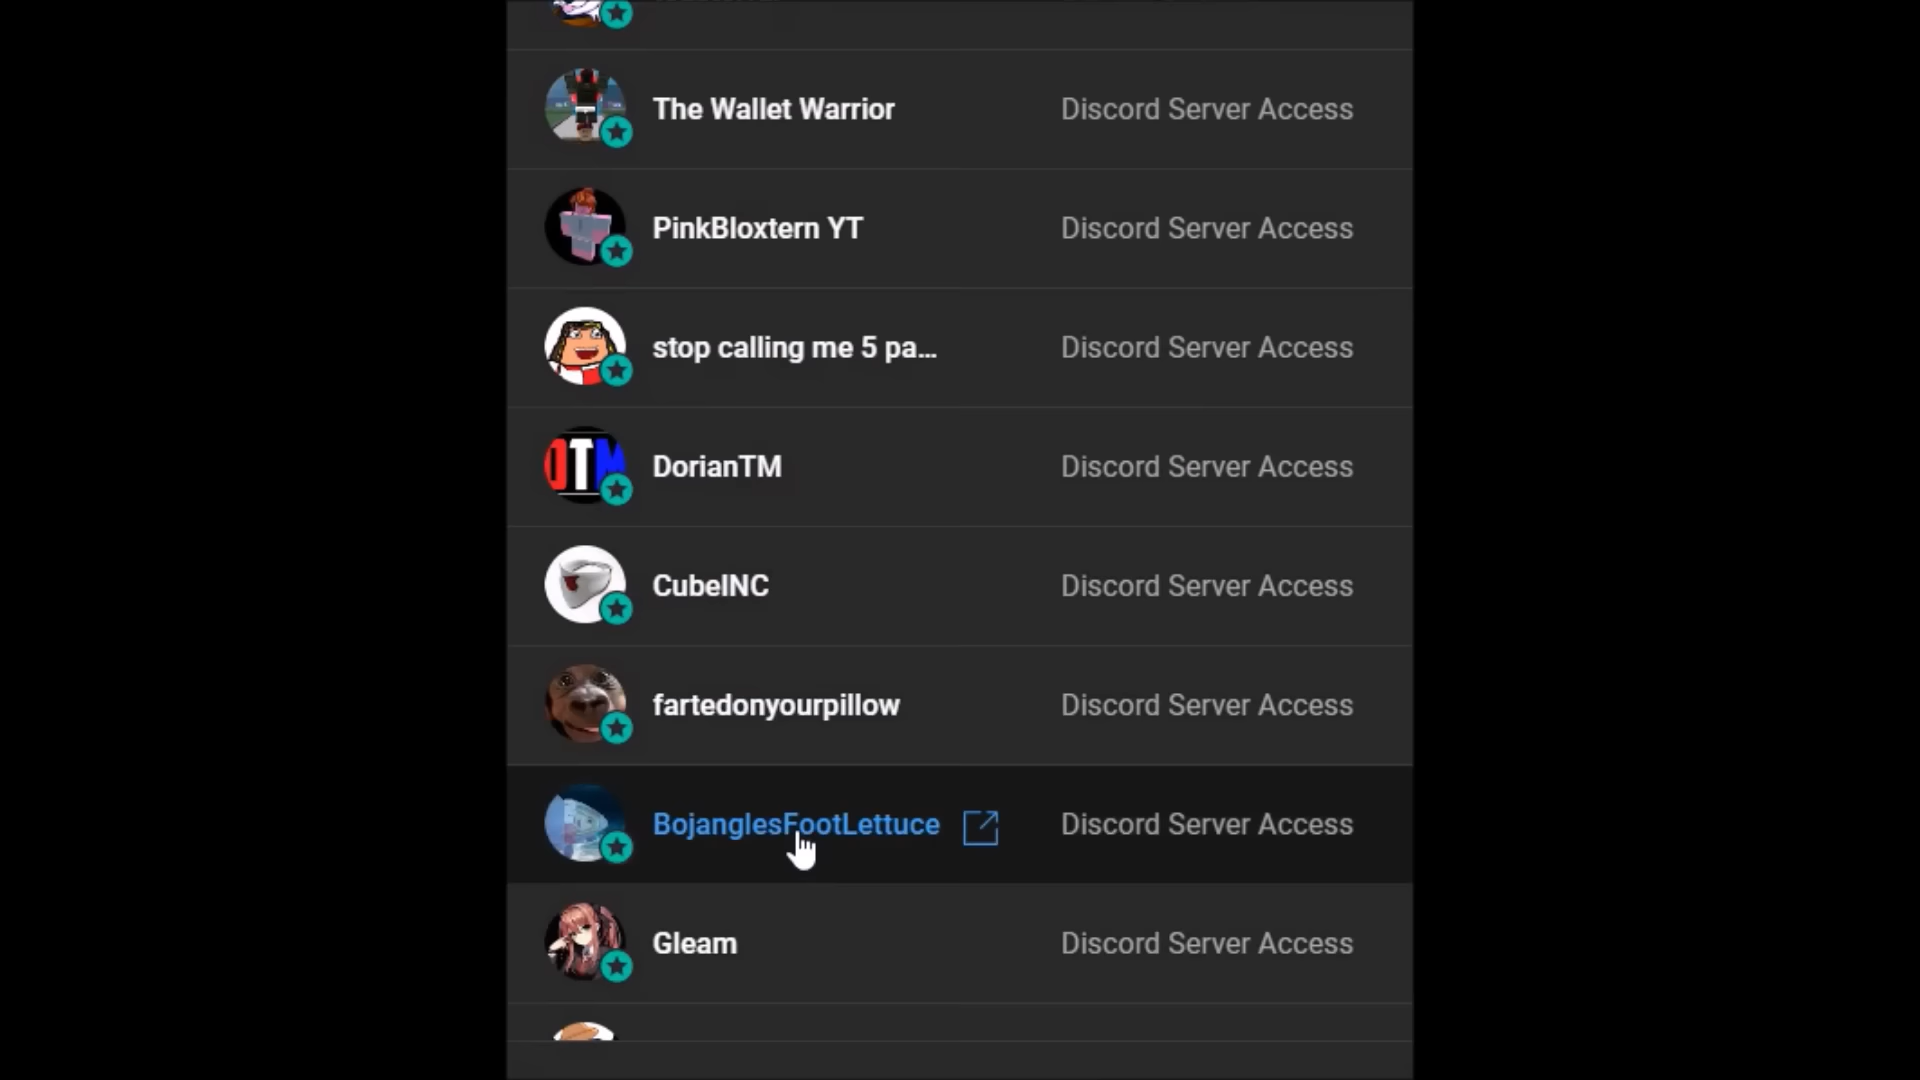 The Wallet Warrior Discord Server Access
PinkBloxtern YT Discord Server Access
stop calling me 5 pa... Discord Server Access
DorianTM Discord Server Access
CubeINC Discord Server Access
fartedonyourpillow Discord Server Access
BojanglesFootLettuce Discord Server Access
Gleam Discord Server Access